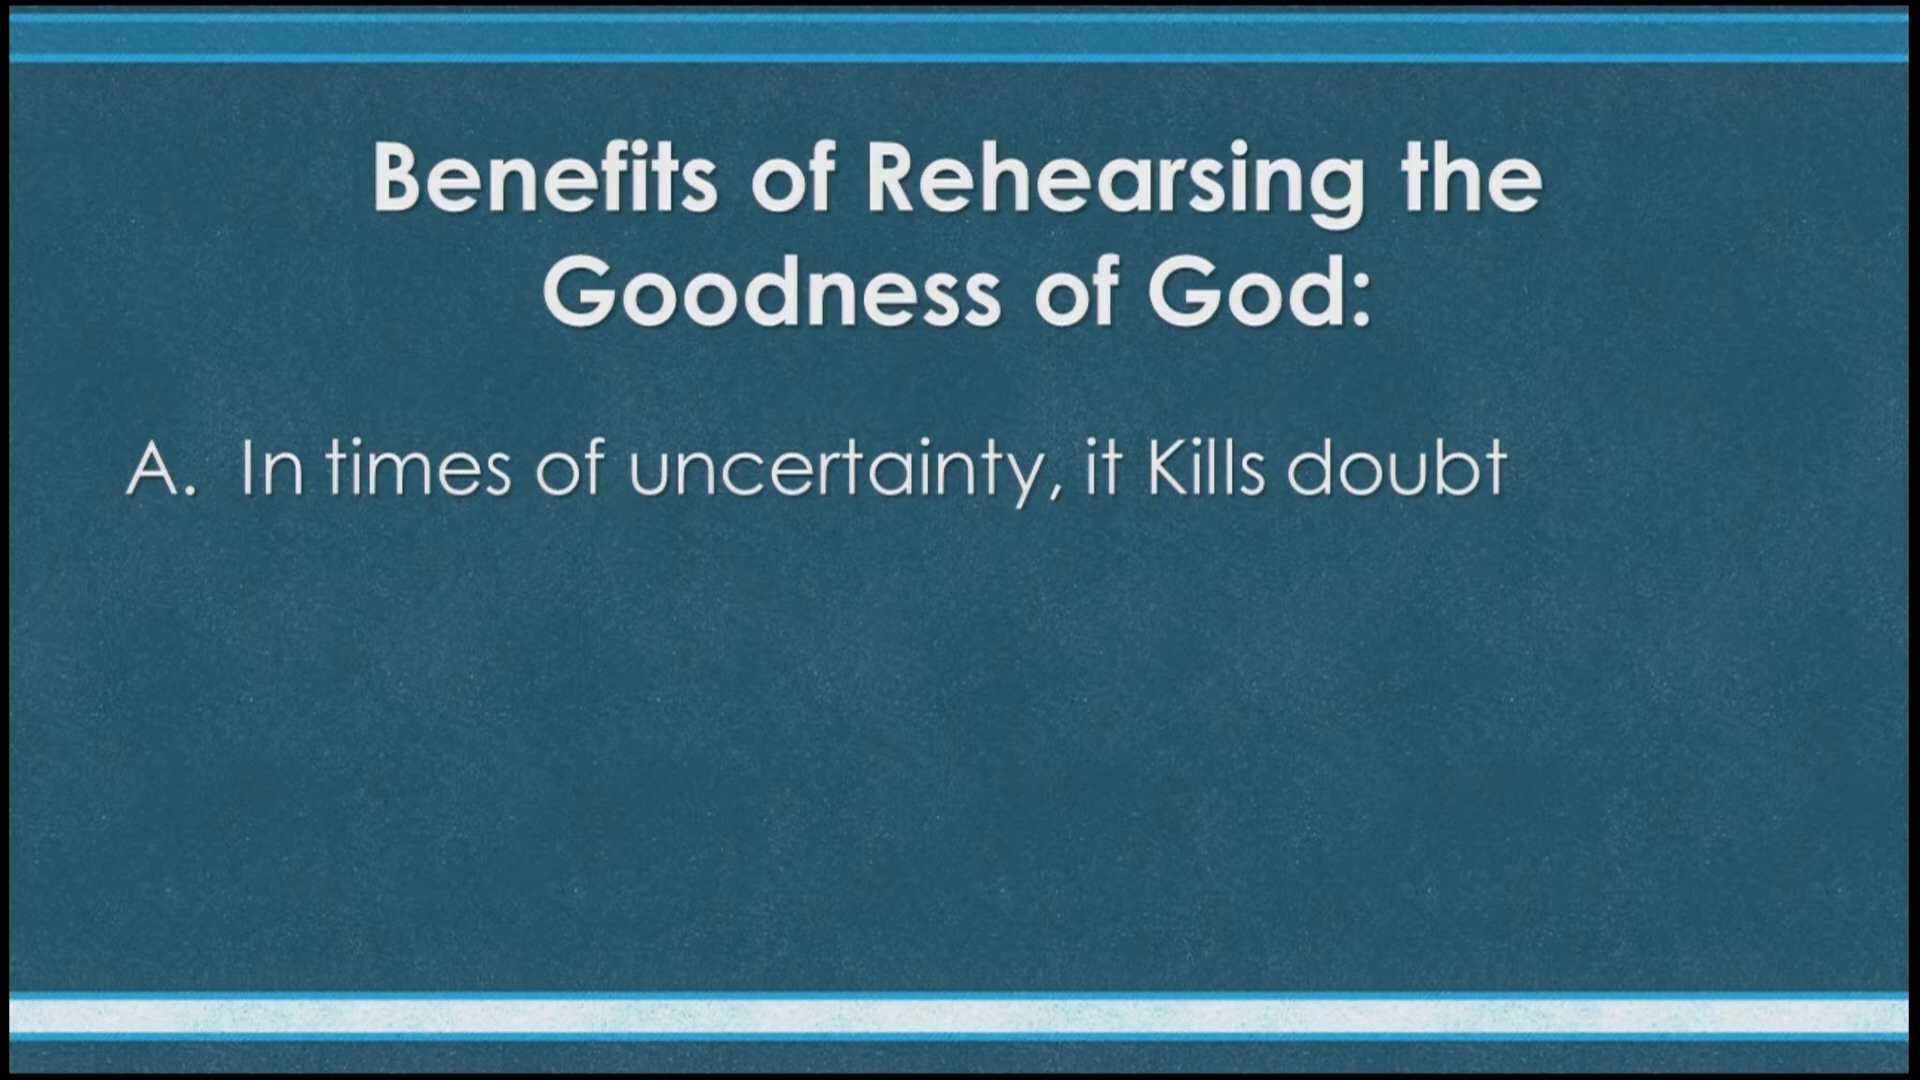 Benefits of Rehearsing the
Goodness of God:
A. In times of uncertainty, it Kills doubt